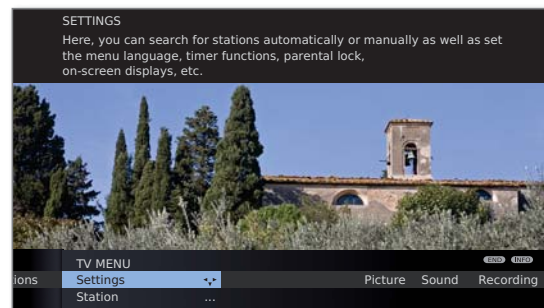 SETTINGS
Here, you can search for stations automatically or manually as well as set
the menu language, timer functions, parental lock,
on-screen displays, etc.
TV MENU
END INFO
ions Settings Picture Sound Recording
Station ...